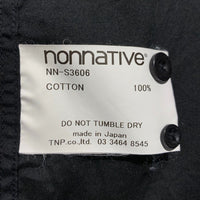 nonnative®
NN-S3606
COTTON 100%
DO NOT TUMBLE DRY
made in Japan
TNP.co.,ltd. 03 3464 8545